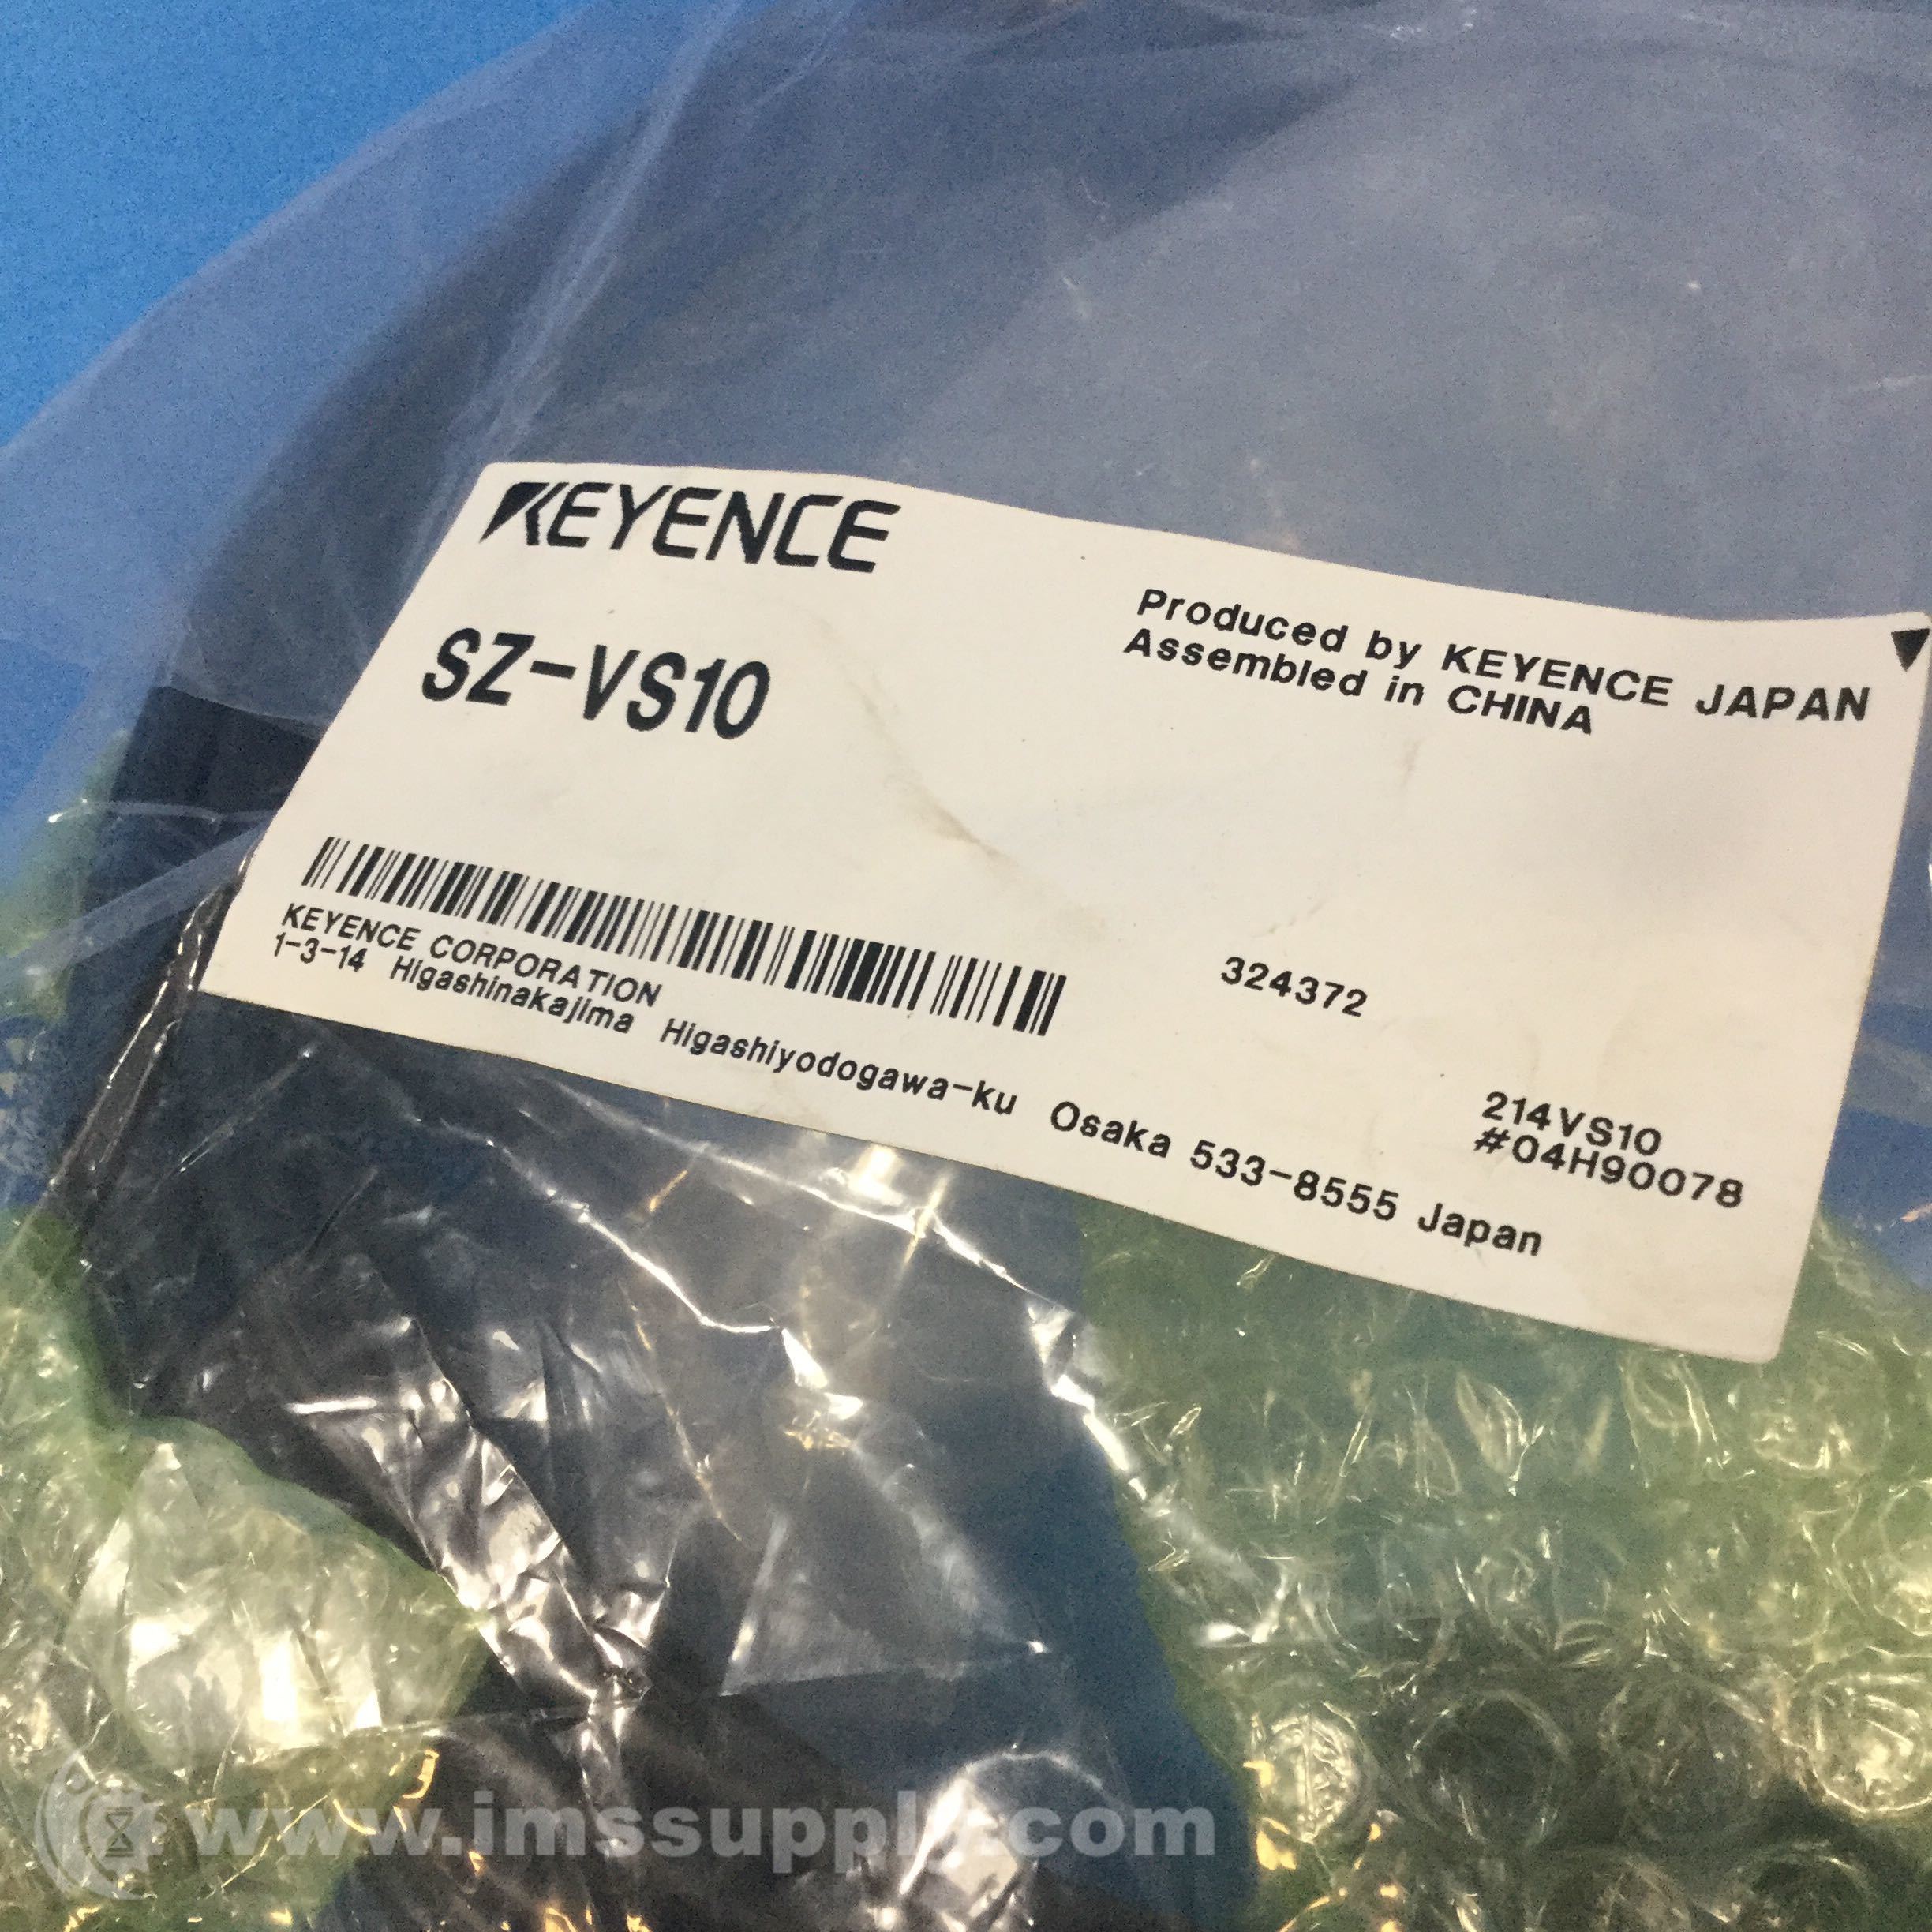 KEYENCE
SZ-VS10
Produced by KEYENCE JAPAN
Assembled in CHINA
324372
KEYENCE CORPORATION
1-3-14 Higashinakajima Higashiyodogawa-ku Osaka 533-8555 Japan
214VS10
#04H90078
www.imssupply.com